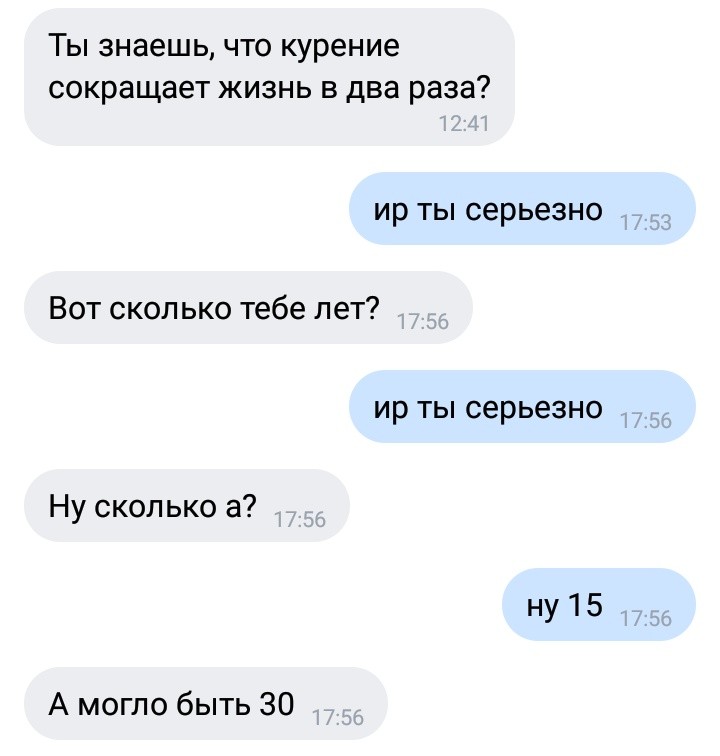 Ты знаешь, что курение
сокращает жизнь в два раза?
12:41
ир ты серьезно 17:53
Вот сколько тебе лет? 17:56
ир ты серьезно 17:56
Ну сколько а? 17:56
ну 15 17:56
А могло быть 30 17:56